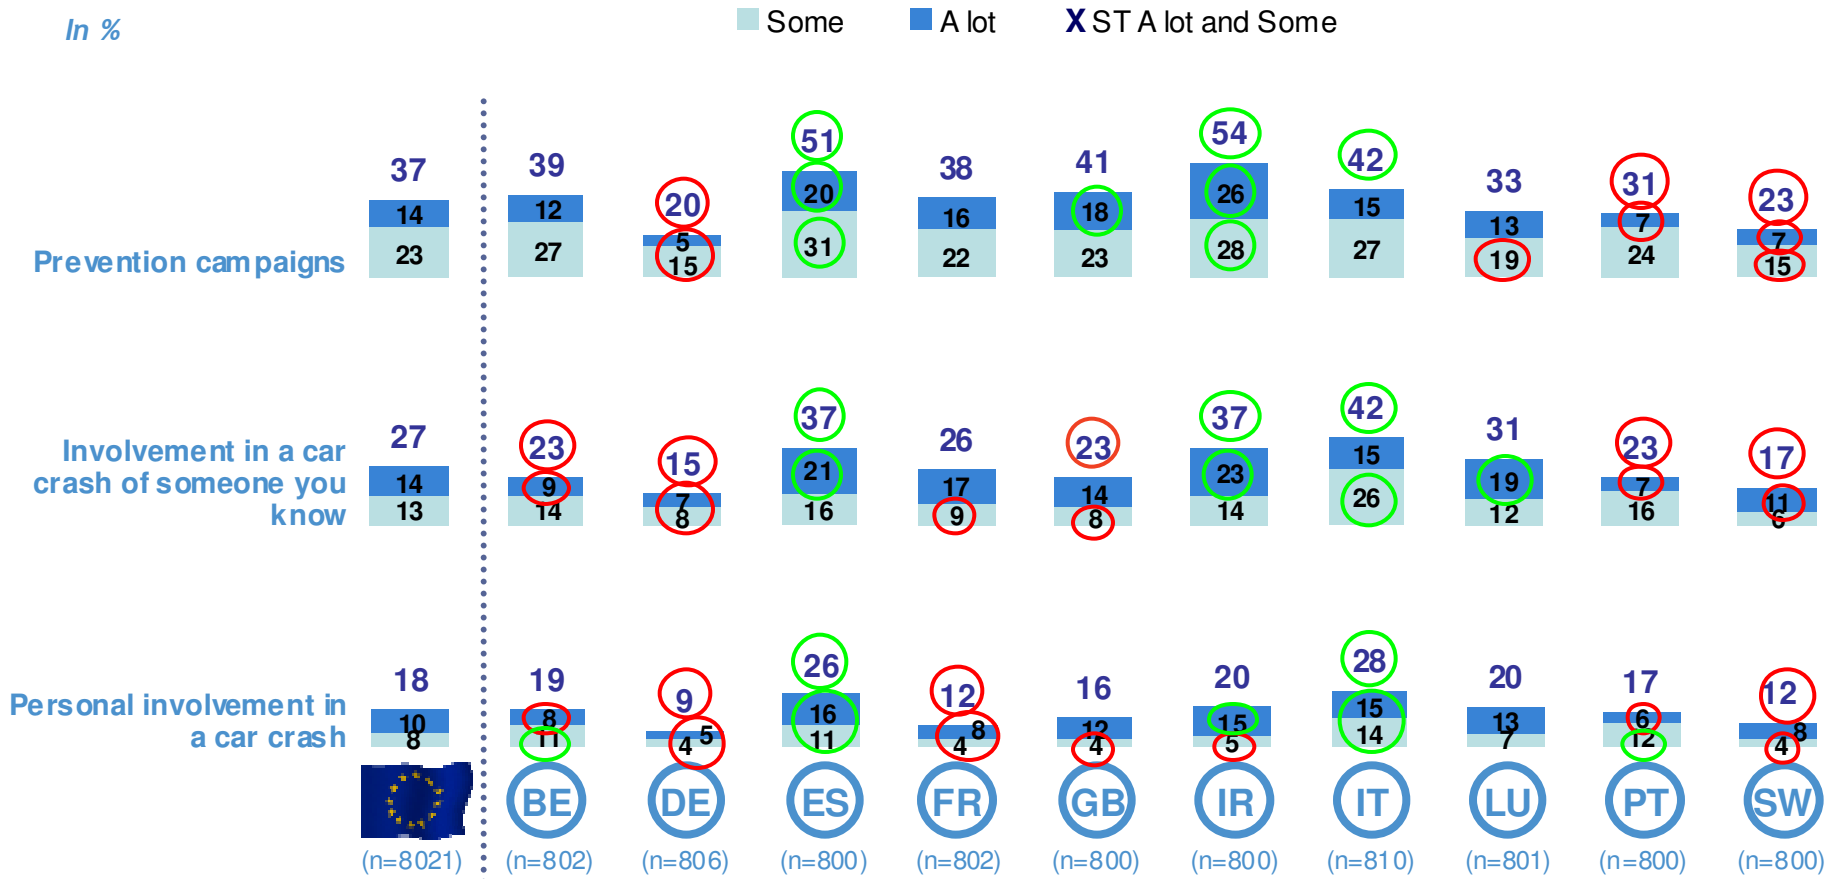 In %
Some A lot X ST A lot and Some
37 39 20 51 38 41 54 42 33 31 23
14 12 5 20 16 18 26 15 13 7 7
Prevention campaigns 23 27 15 31 22 23 28 27 19 24 15
27 23 15 37 26 23 37 42 31 23 17
Involvement in a car
crash of someone you
know
14 9 7 21 17 14 23 15 19 7 11
13 14 8 16 9 8 14 26 12 16 6
18 19 9 26 12 16 20 28 20 17 12
Personal involvement in
a car crash
10 8 5 16 8 12 15 15 13 6 8
8 11 4 11 4 4 5 14 7 12 4
BE DE ES FR GB IR IT LU PT SW
(n=8021) (n=802) (n=806) (n=800) (n=802) (n=800) (n=800) (n=810) (n=801) (n=800) (n=800)